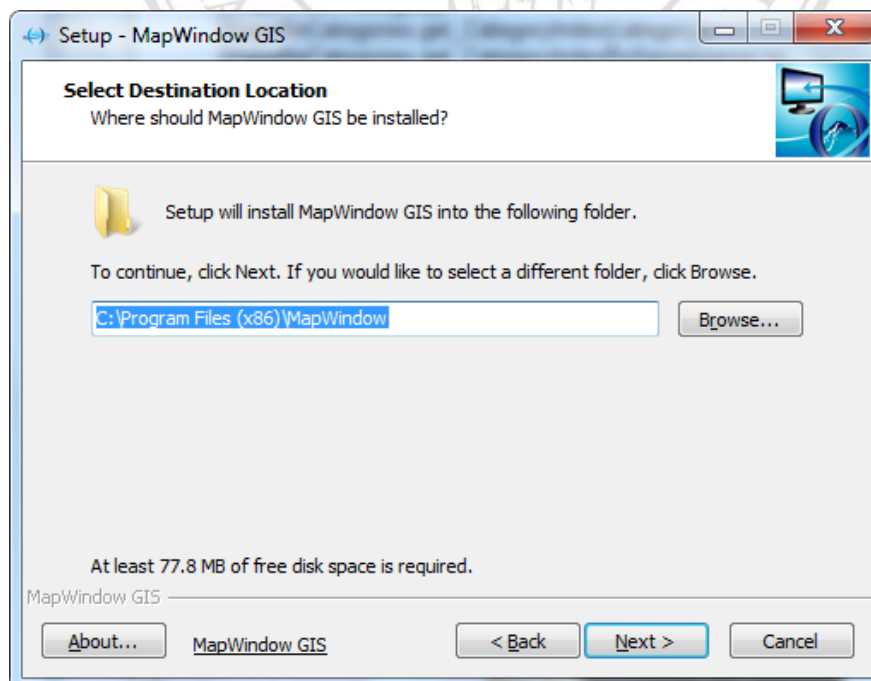 Setup - MapWindow GIS
Select Destination Location
Where should MapWindow GIS be installed?
Setup will install MapWindow GIS into the following folder.
To continue, click Next. If you would like to select a different folder, click Browse.
C:\Program Files (x86)\MapWindow
Browse...
At least 77.8 MB of free disk space is required.
MapWindow GIS
About...
MapWindow GIS
< Back
Next >
Cancel